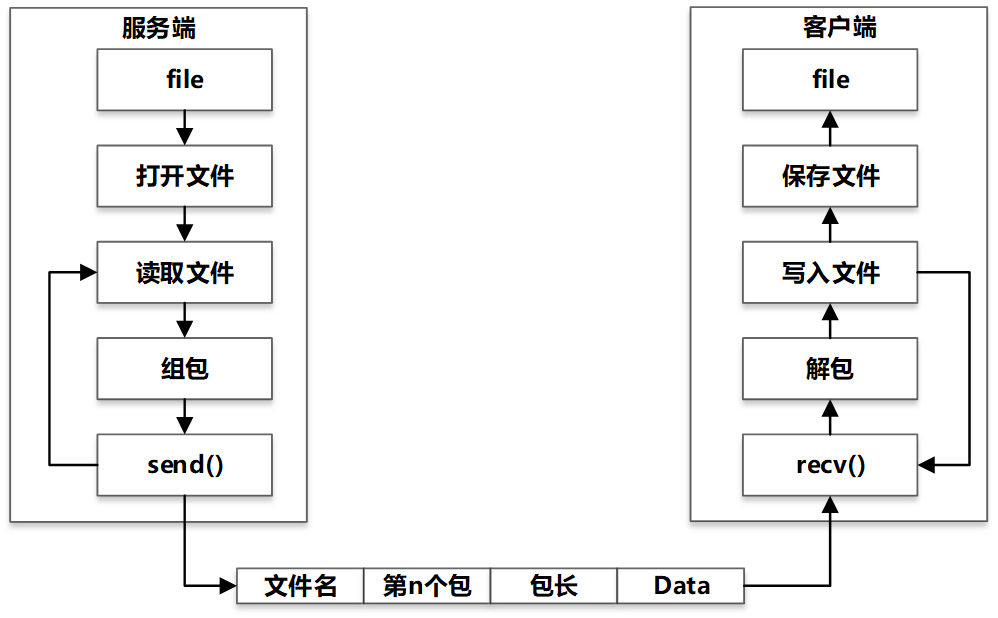 服务端
file
打开文件
读取文件
组包
send()
客户端
file
保存文件
写入文件
解包
recv()
文件名 第n个包 包长 Data